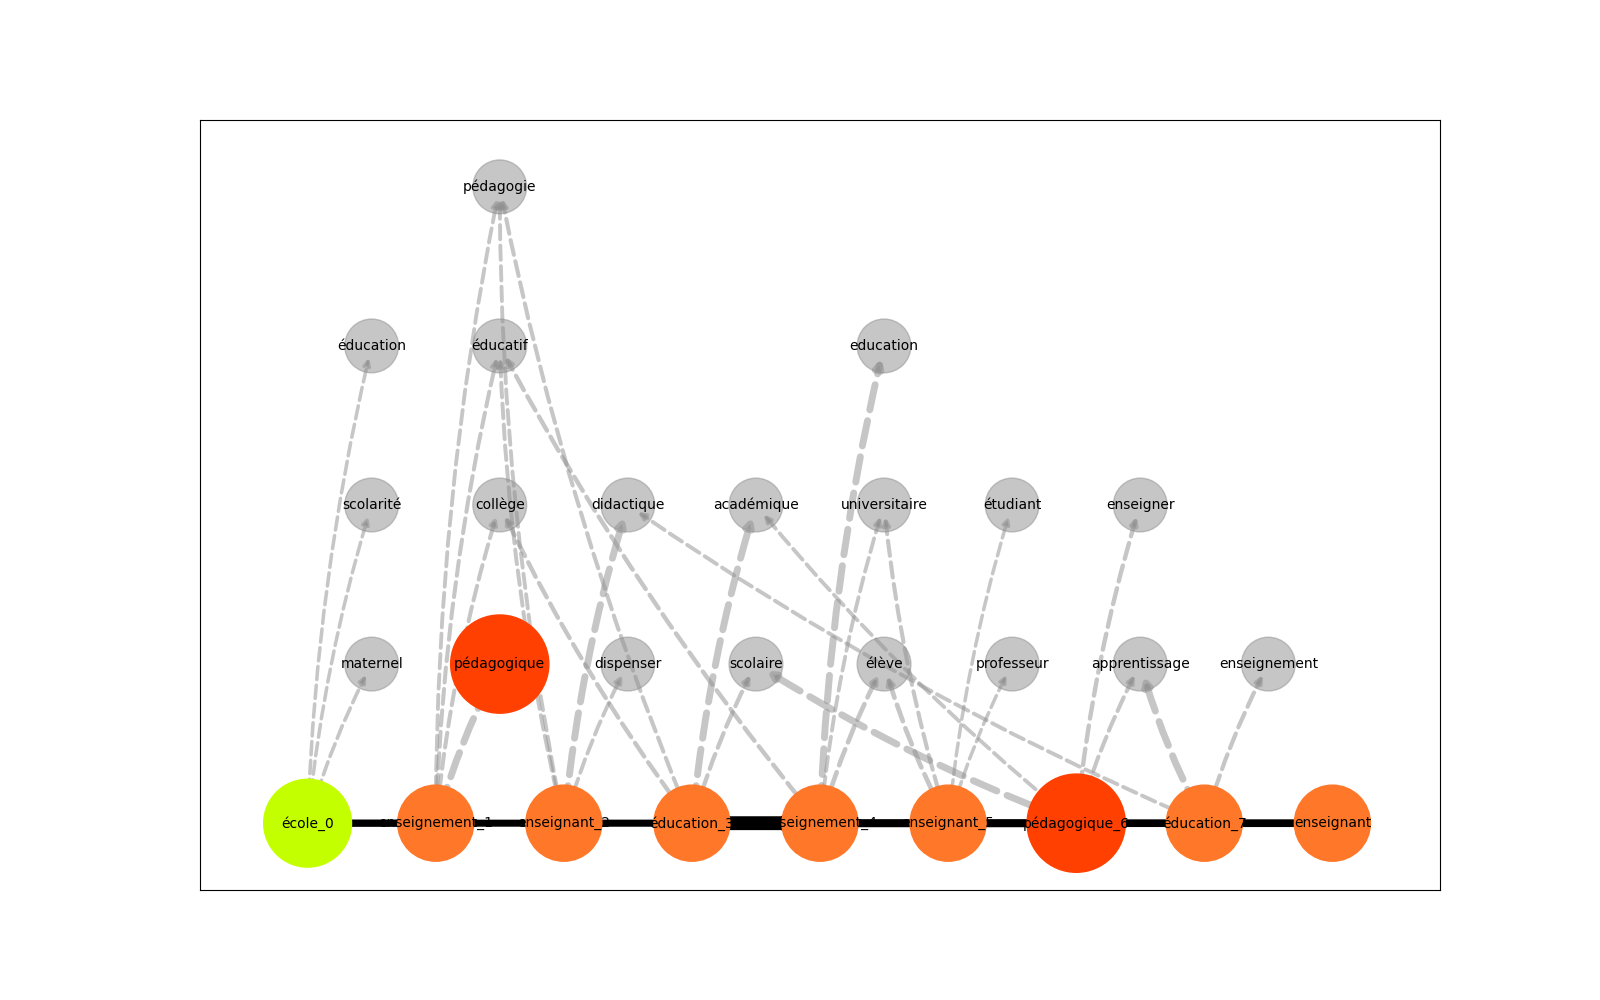 pédagogie
éducation
éducatif
education
scolarité
collège
didactique
académique
universitaire
étudiant
enseigner
maternel
pédagogique
dispenser
scolaire
élève
professeur
apprentissage
enseignement
école_0
enseignement_1
enseignant_2
éducation_3
enseignement_4
enseignant_5
pédagogique_6
éducation_7
enseignant